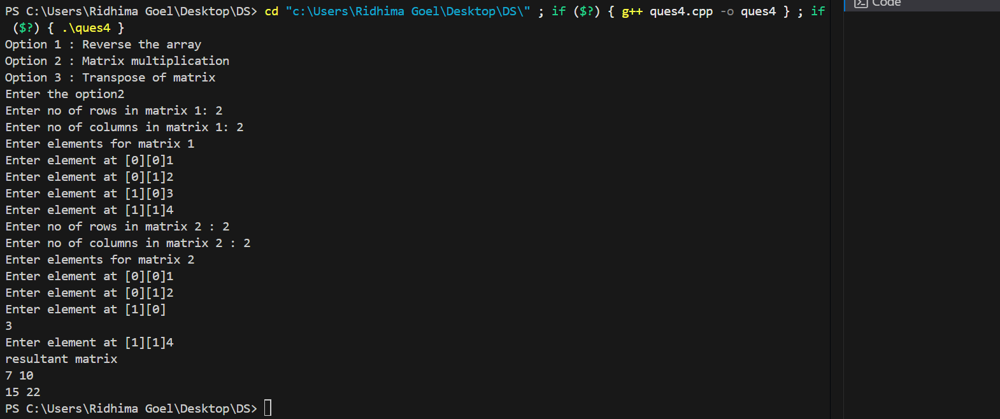 PS C:\Users\Ridhima Goel\Desktop\DS> cd "c:\Users\Ridhima Goel\Desktop\DS\" ; if ($?) { g++ ques4.cpp -o ques4 } ; if
 ($?) { .\ques4 }
Option 1 : Reverse the array
Option 2 : Matrix multiplication
Option 3 : Transpose of matrix
Enter the option2
Enter no of rows in matrix 1: 2
Enter no of columns in matrix 1: 2
Enter elements for matrix 1
Enter element at [0][0]1
Enter element at [0][1]2
Enter element at [1][0]3
Enter element at [1][1]4
Enter no of rows in matrix 2 : 2
Enter no of columns in matrix 2 : 2
Enter elements for matrix 2
Enter element at [0][0]1
Enter element at [0][1]2
Enter element at [1][0]
3
Enter element at [1][1]4
resultant matrix
7 10
15 22
PS C:\Users\Ridhima Goel\Desktop\DS>
Code